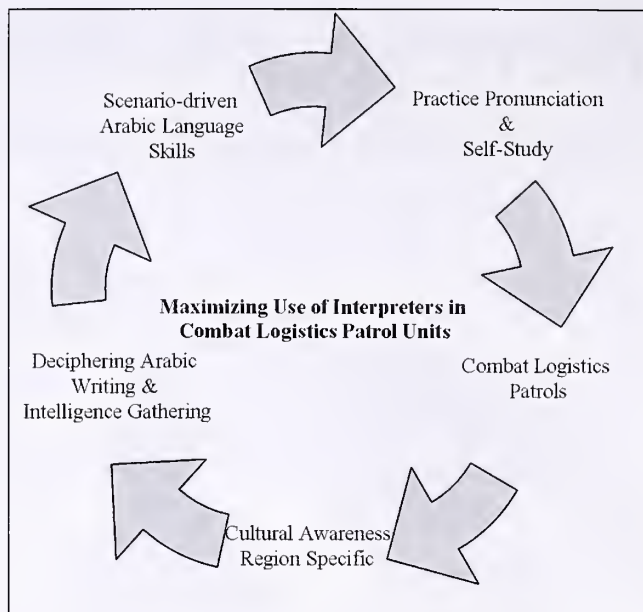 Scenario-driven
Arabic Language
Skills
Practice Pronunciation
&
Self-Study
Maximizing Use of Interpreters in
Combat Logistics Patrol Units
Combat Logistics
Patrols
Cultural Awareness
Region Specific
Deciphering Arabic
Writing &
Intelligence Gathering